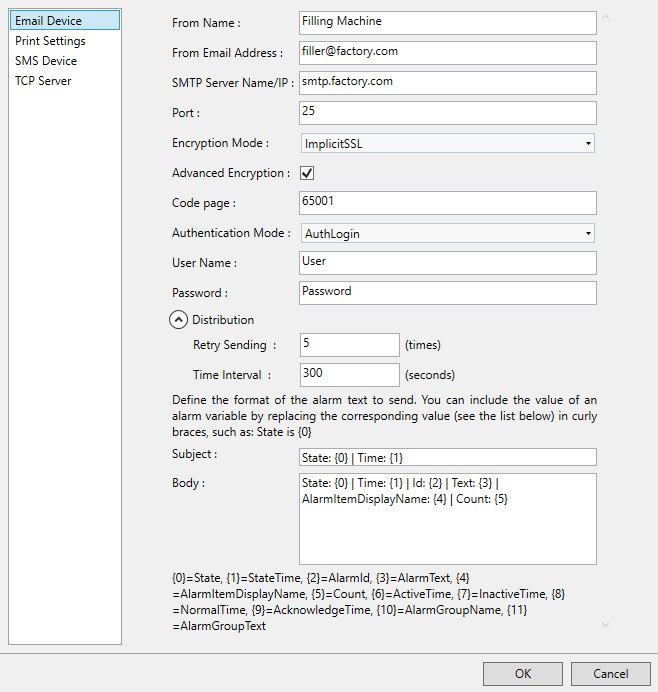 Email Device
Print Settings
SMS Device
TCP Server
From Name : Filling Machine
From Email Address : filler@factory.com
SMTP Server Name/IP : smtp.factory.com
Port : 25
Encryption Mode : ImplicitSSL
Advanced Encryption :
Code page : 65001
Authentication Mode : AuthLogin
User Name : User
Password : Password
Distribution
Retry Sending : 5 (times)
Time Interval : 300 (seconds)
Define the format of the alarm text to send. You can include the value of an
alarm variable by replacing the corresponding value (see the list below) in curly
braces, such as: State is {0}
Subject : State: {0} | Time: {1}
Body : State: {0} | Time: {1} | Id: {2} | Text: {3} |
AlarmItemDisplayName: {4} | Count: {5}
{0}=State, {1}=StateTime, {2}=AlarmId, {3}=AlarmText, {4}
=AlarmItemDisplayName, {5}=Count, {6}=ActiveTime, {7}=InactiveTime, {8}
=NormalTime, {9}=AcknowledgeTime, {10}=AlarmGroupName, {11}
=AlarmGroupText
OK
Cancel